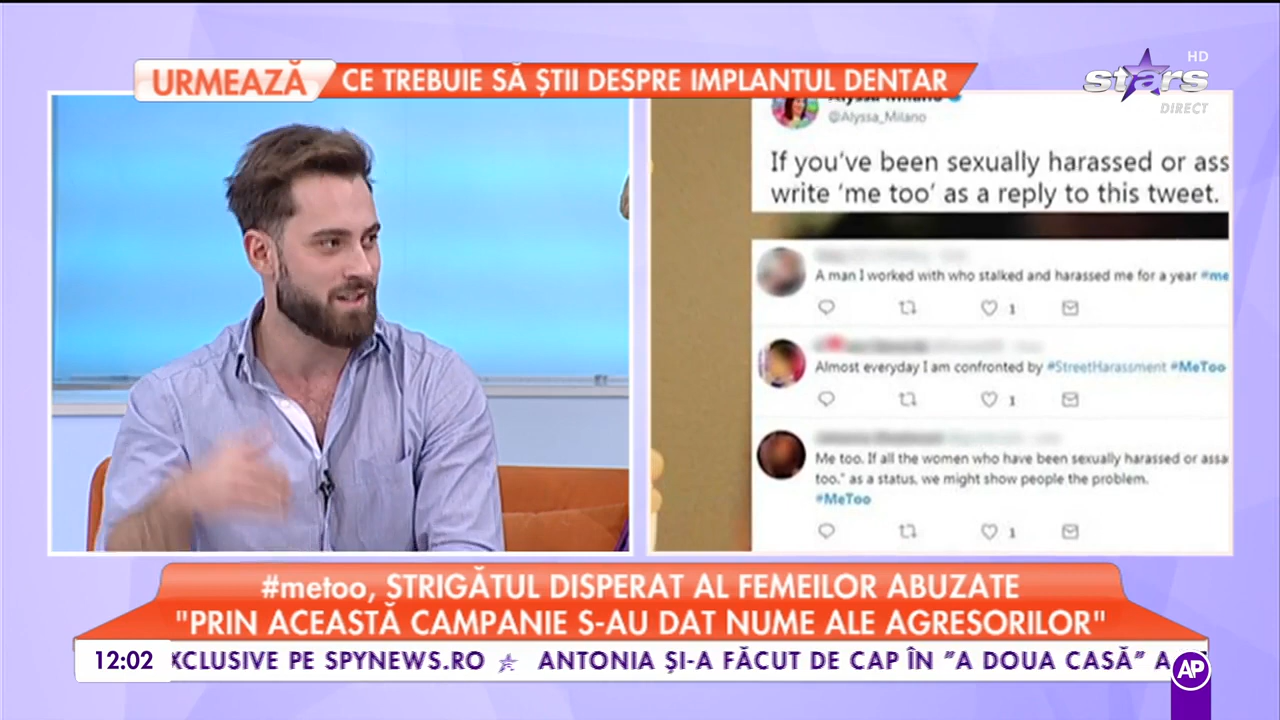 URMEAZĂ CE TREBUIE SĂ ȘTII DESPRE IMPLANTUL DENTAR
HD
stars
DIRECT
Alyssa Milano
@Alyssa_Milano
If you've been sexually harassed or ass
write 'me too' as a reply to this tweet.
A man I worked with who stalked and harassed me for a year #me
1
Almost everyday I am confronted by #StreetHarassment #MeToo
1
Me too. If all the women who have been sexually harassed or assa
too." as a status, we might show people the problem.
#MeToo
1
#metoo, STRIGĂTUL DISPERAT AL FEMEILOR ABUZATE
"PRIN ACEASTĂ CAMPANIE S-AU DAT NUME ALE AGRESORILOR"
12:02 XCLUSIVE PE SPYNEWS.RO ANTONIA ȘI-A FĂCUT DE CAP ÎN "A DOUA CASĂ" A
AP